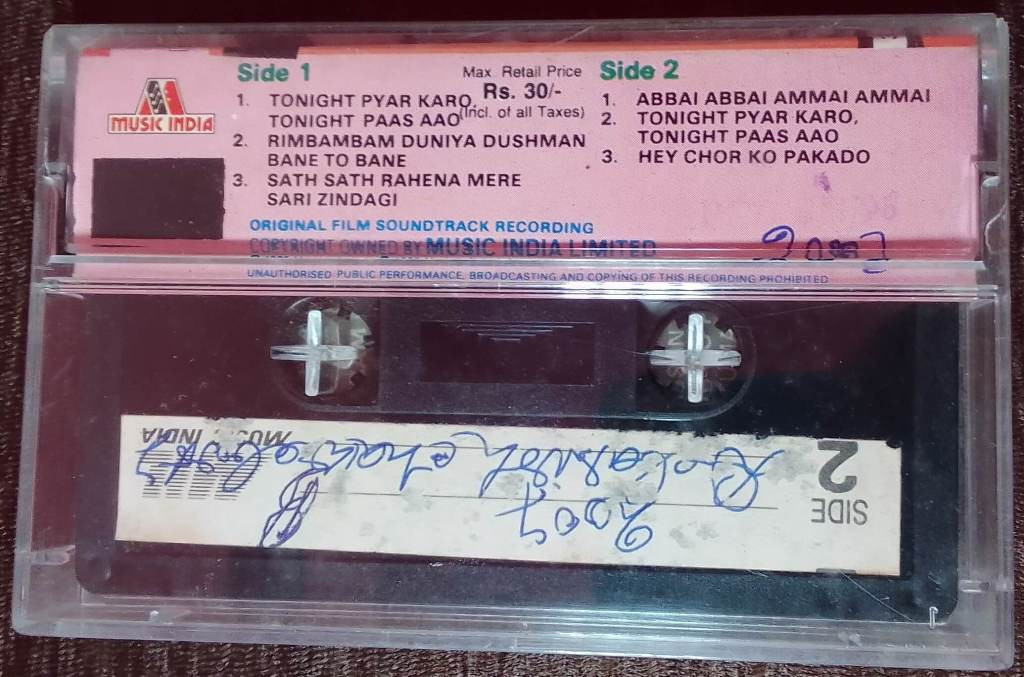 Side 1
Max. Retail Price
Rs. 30/-
(Incl. of all Taxes)
1. TONIGHT PYAR KARO,
TONIGHT PAAS AAO
2. RIMBAMBAM DUNIYA DUSHMAN
BANE TO BANE
3. SATH SATH RAHENA MERE
SARI ZINDAGI
Side 2
1. ABBAI ABBAI AMMAI AMMAI
2. TONIGHT PYAR KARO,
TONIGHT PAAS AAO
3. HEY CHOR KO PAKADO
MUSIC INDIA
ORIGINAL FILM SOUNDTRACK RECORDING
COPYRIGHT OWNED BY MUSIC INDIA LIMITED
UNAUTHORISED PUBLIC PERFORMANCE, BROADCASTING AND COPYING OF THIS RECORDING PROHIBITED
SIDE
2
2007
MUSIC INDIA